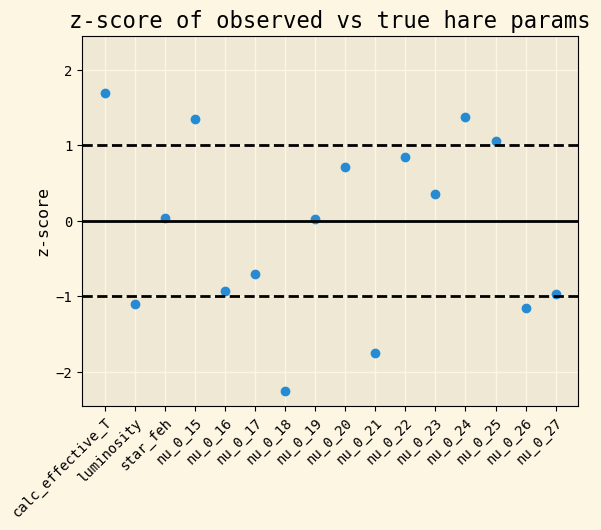 z-score of observed vs true hare params
z-score
2
1
0
−1
−2
calc_effective_T
luminosity
star_feh
nu_0_15
nu_0_16
nu_0_17
nu_0_18
nu_0_19
nu_0_20
nu_0_21
nu_0_22
nu_0_23
nu_0_24
nu_0_25
nu_0_26
nu_0_27